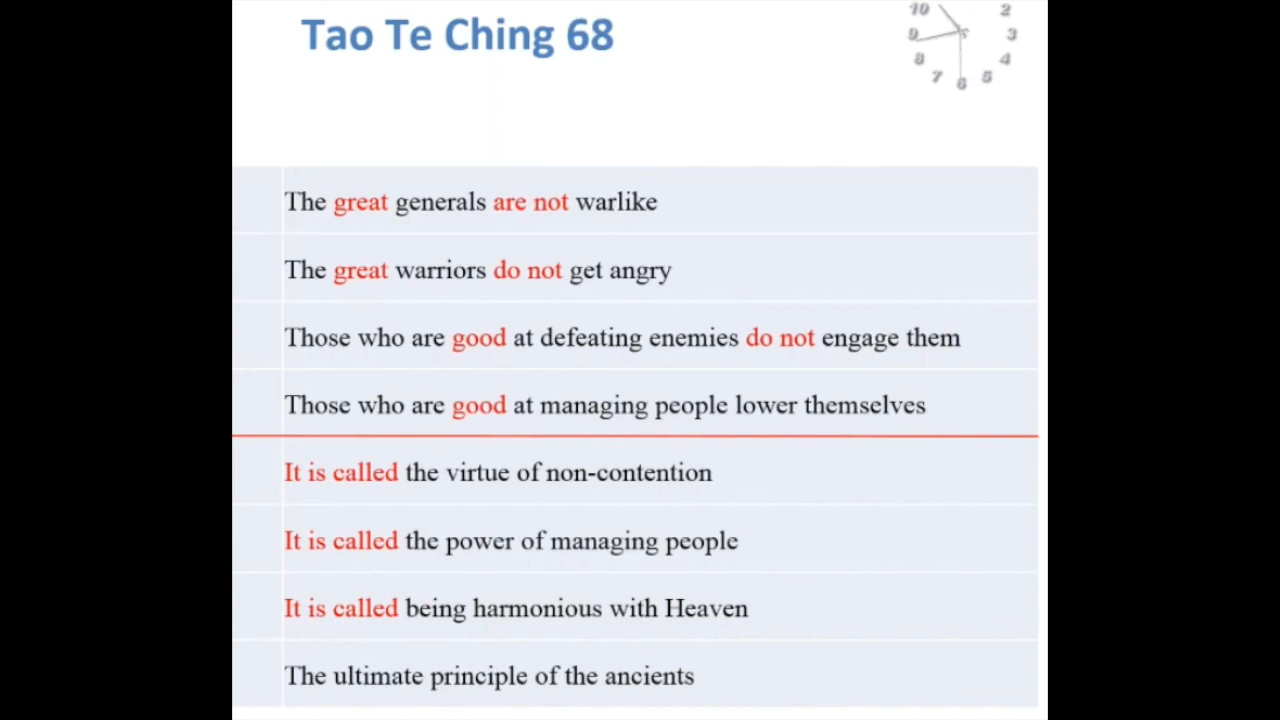 Tao Te Ching 68
10 2
9 3
8 4
7 6 5
The great generals are not warlike
The great warriors do not get angry
Those who are good at defeating enemies do not engage them
Those who are good at managing people lower themselves
It is called the virtue of non-contention
It is called the power of managing people
It is called being harmonious with Heaven
The ultimate principle of the ancients